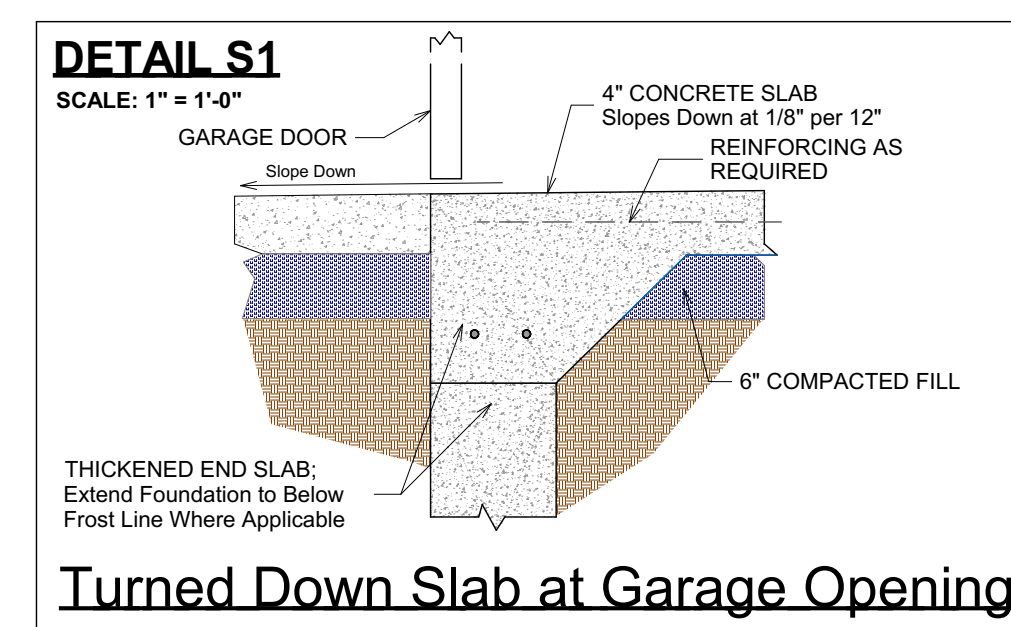 DETAIL S1
SCALE: 1" = 1'-0"
GARAGE DOOR
Slope Down
4" CONCRETE SLAB
Slopes Down at 1/8" per 12"
REINFORCING AS
REQUIRED
6" COMPACTED FILL
THICKENED END SLAB;
Extend Foundation to Below
Frost Line Where Applicable
Turned Down Slab at Garage Opening